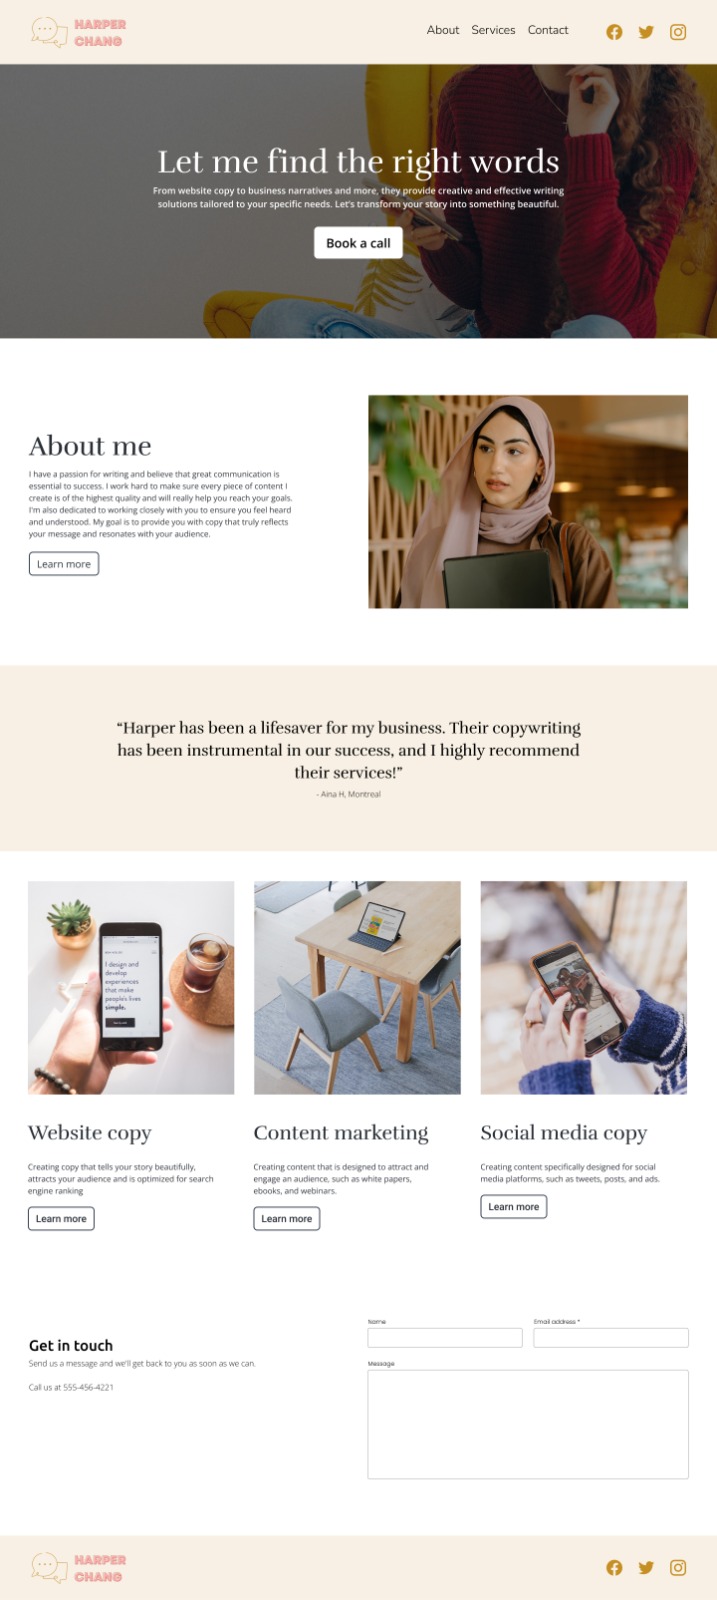 HARPER
CHANG
About Services Contact
Let me find the right words
From website copy to business narratives and more, they provide creative and effective writing
solutions tailored to your specific needs. Let's transform your story into something beautiful.
Book a call
About me
I have a passion for writing and believe that great communication is
essential to success. I work hard to make sure every piece of content I
create is of the highest quality and will really help you reach your goals.
I'm also dedicated to working closely with you to ensure you feel heard
and understood. My goal is to provide you with copy that truly reflects
your message and resonates with your audience.
Learn more
“Harper has been a lifesaver for my business. Their copywriting
has been instrumental in our success, and I highly recommend
their services!”
- Aina H, Montreal
I design and
develop
experiences
that make
people's lives
simple.
Website copy
Creating copy that tells your story beautifully,
attracts your audience and is optimized for search
engine ranking
Learn more
Content marketing
Creating content that is designed to attract and
engage an audience, such as white papers,
ebooks, and webinars.
Learn more
Social media copy
Creating content specifically designed for social
media platforms, such as tweets, posts, and ads.
Learn more
Get in touch
Send us a message and we'll get back to you as soon as we can.
Call us at 555-456-4221
Name
Email address *
Message
HARPER
CHANG